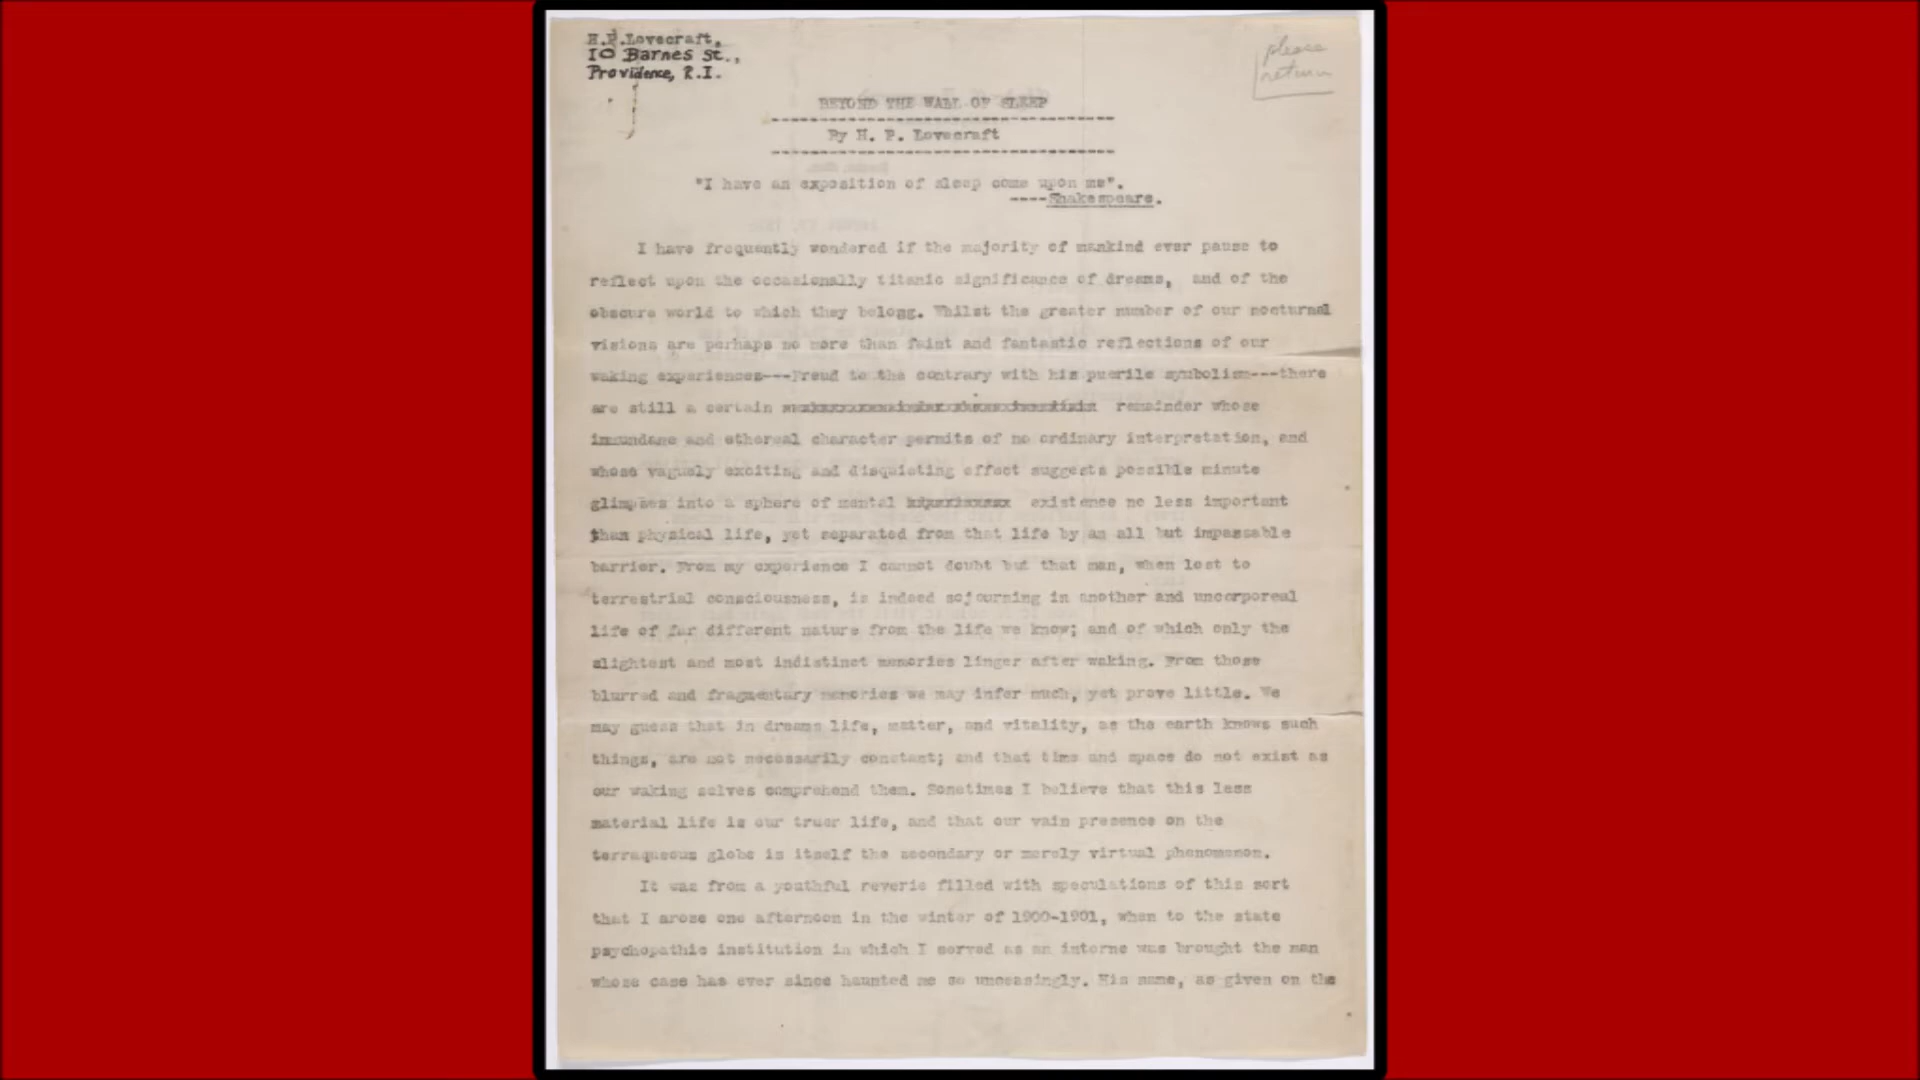 H.P.Lovecraft,
10 Barnes St.,
Providence, R.I.
please
return
BEYOND THE WALL OF SLEEP
By H. P. Lovecraft
"I have an exposition of sleep come upon me".
----Shakespeare.
I have frequently wondered if the majority of mankind ever pause to
reflect upon the occasionally titanic significance of dreams, and of the
obscure world to which they belong. Whilst the greater number of our nocturnal
visions are perhaps no more than faint and fantastic reflections of our
waking experiences---Freud to the contrary with his puerile symbolism---there
are still a certain remainder whose
immundane and ethereal character permits of no ordinary interpretation, and
whose vaguely exciting and disquieting effect suggests possible minute
glimpses into a sphere of mental existence no less important
than physical life, yet separated from that life by an all but impassable
barrier. From my experience I cannot doubt but that man, when lost to
terrestrial consciousness, is indeed sojourning in another and uncorporeal
life of far different nature from the life we know; and of which only the
slightest and most indistinct memories linger after waking. From those
blurred and fragmentary memories we may infer much, yet prove little. We
may guess that in dreams life, matter, and vitality, as the earth knows such
things, are not necessarily constant; and that time and space do not exist as
our waking selves comprehend them. Sometimes I believe that this less
material life is our truer life, and that our vain presence on the
terraqueous globe is itself the secondary or merely virtual phenomenon.
It was from a youthful reverie filled with speculations of this sort
that I arose one afternoon in the winter of 1900-1901, when to the state
psychopathic institution in which I served as an interne was brought the man
whose case has ever since haunted me so unceasingly. His name, as given on the